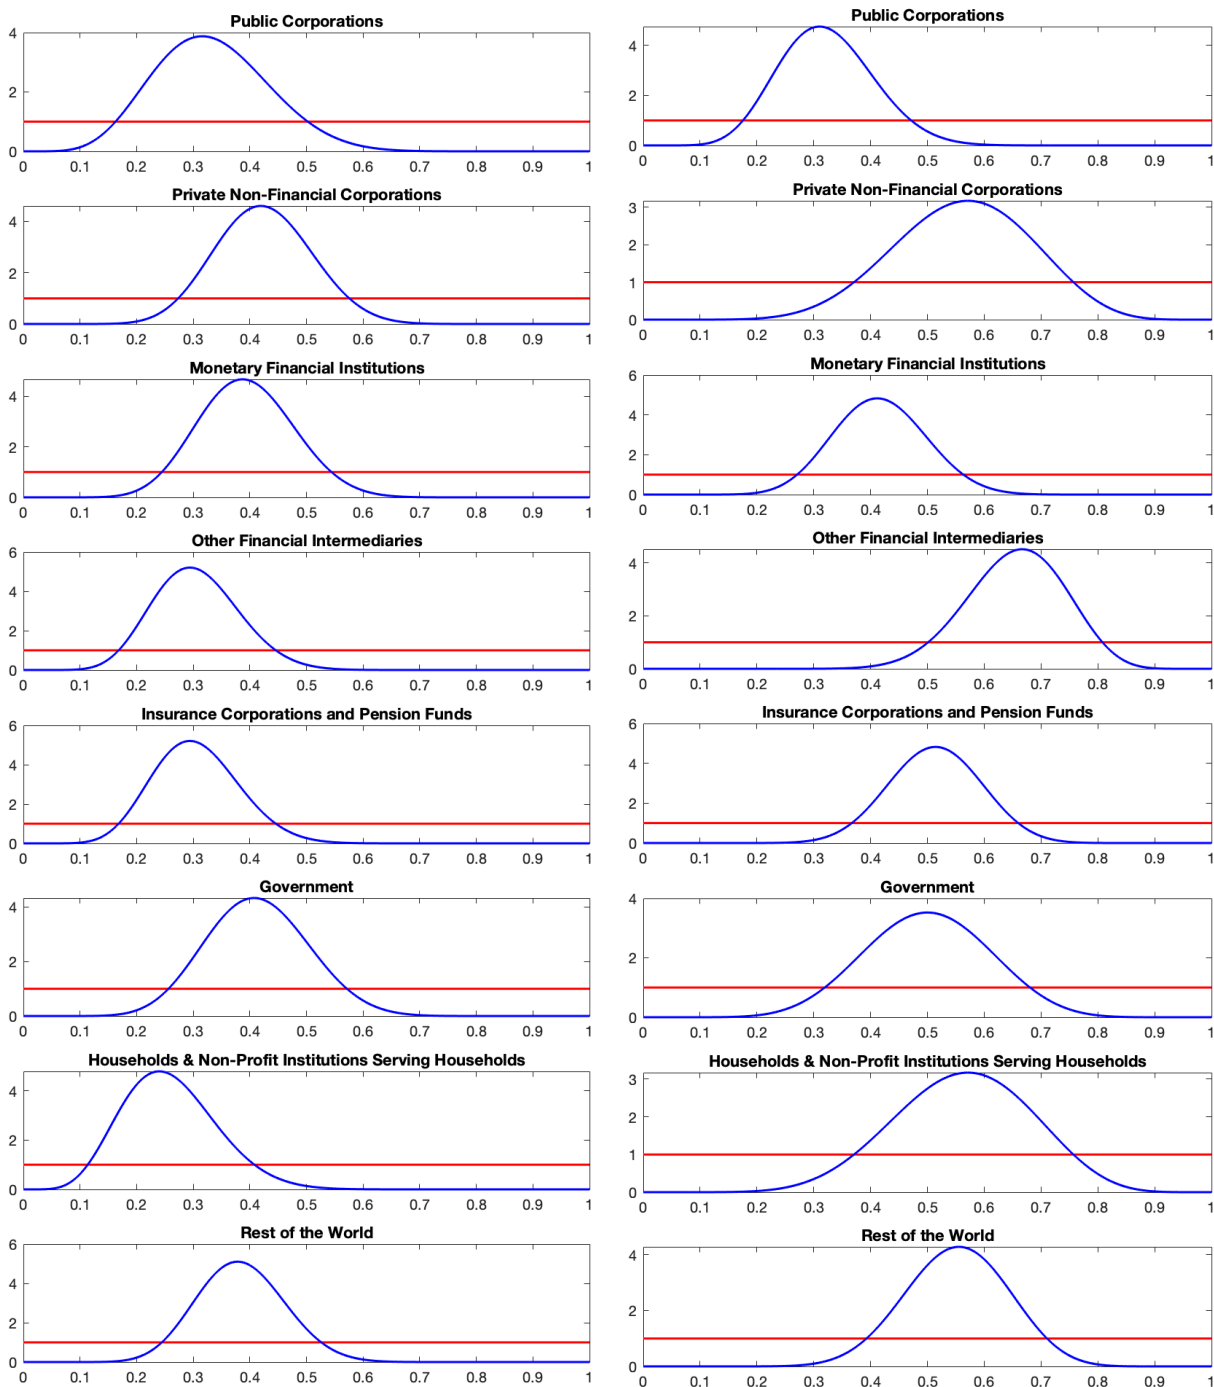 Public Corporations
4
2
0
0 0.1 0.2 0.3 0.4 0.5 0.6 0.7 0.8 0.9 1
Private Non-Financial Corporations
4
2
0
0 0.1 0.2 0.3 0.4 0.5 0.6 0.7 0.8 0.9 1
Monetary Financial Institutions
4
2
0
0 0.1 0.2 0.3 0.4 0.5 0.6 0.7 0.8 0.9 1
Other Financial Intermediaries
6
4
2
0
0 0.1 0.2 0.3 0.4 0.5 0.6 0.7 0.8 0.9 1
Insurance Corporations and Pension Funds
6
4
2
0
0 0.1 0.2 0.3 0.4 0.5 0.6 0.7 0.8 0.9 1
Government
4
2
0
0 0.1 0.2 0.3 0.4 0.5 0.6 0.7 0.8 0.9 1
Households & Non-Profit Institutions Serving Households
4
2
0
0 0.1 0.2 0.3 0.4 0.5 0.6 0.7 0.8 0.9 1
Rest of the World
6
4
2
0
0 0.1 0.2 0.3 0.4 0.5 0.6 0.7 0.8 0.9 1
Public Corporations
4
2
0
0 0.1 0.2 0.3 0.4 0.5 0.6 0.7 0.8 0.9 1
Private Non-Financial Corporations
3
2
1
0
0 0.1 0.2 0.3 0.4 0.5 0.6 0.7 0.8 0.9 1
Monetary Financial Institutions
6
4
2
0
0 0.1 0.2 0.3 0.4 0.5 0.6 0.7 0.8 0.9 1
Other Financial Intermediaries
4
2
0
0 0.1 0.2 0.3 0.4 0.5 0.6 0.7 0.8 0.9 1
Insurance Corporations and Pension Funds
6
4
2
0
0 0.1 0.2 0.3 0.4 0.5 0.6 0.7 0.8 0.9 1
Government
4
2
0
0 0.1 0.2 0.3 0.4 0.5 0.6 0.7 0.8 0.9 1
Households & Non-Profit Institutions Serving Households
3
2
1
0
0 0.1 0.2 0.3 0.4 0.5 0.6 0.7 0.8 0.9 1
Rest of the World
4
2
0
0 0.1 0.2 0.3 0.4 0.5 0.6 0.7 0.8 0.9 1